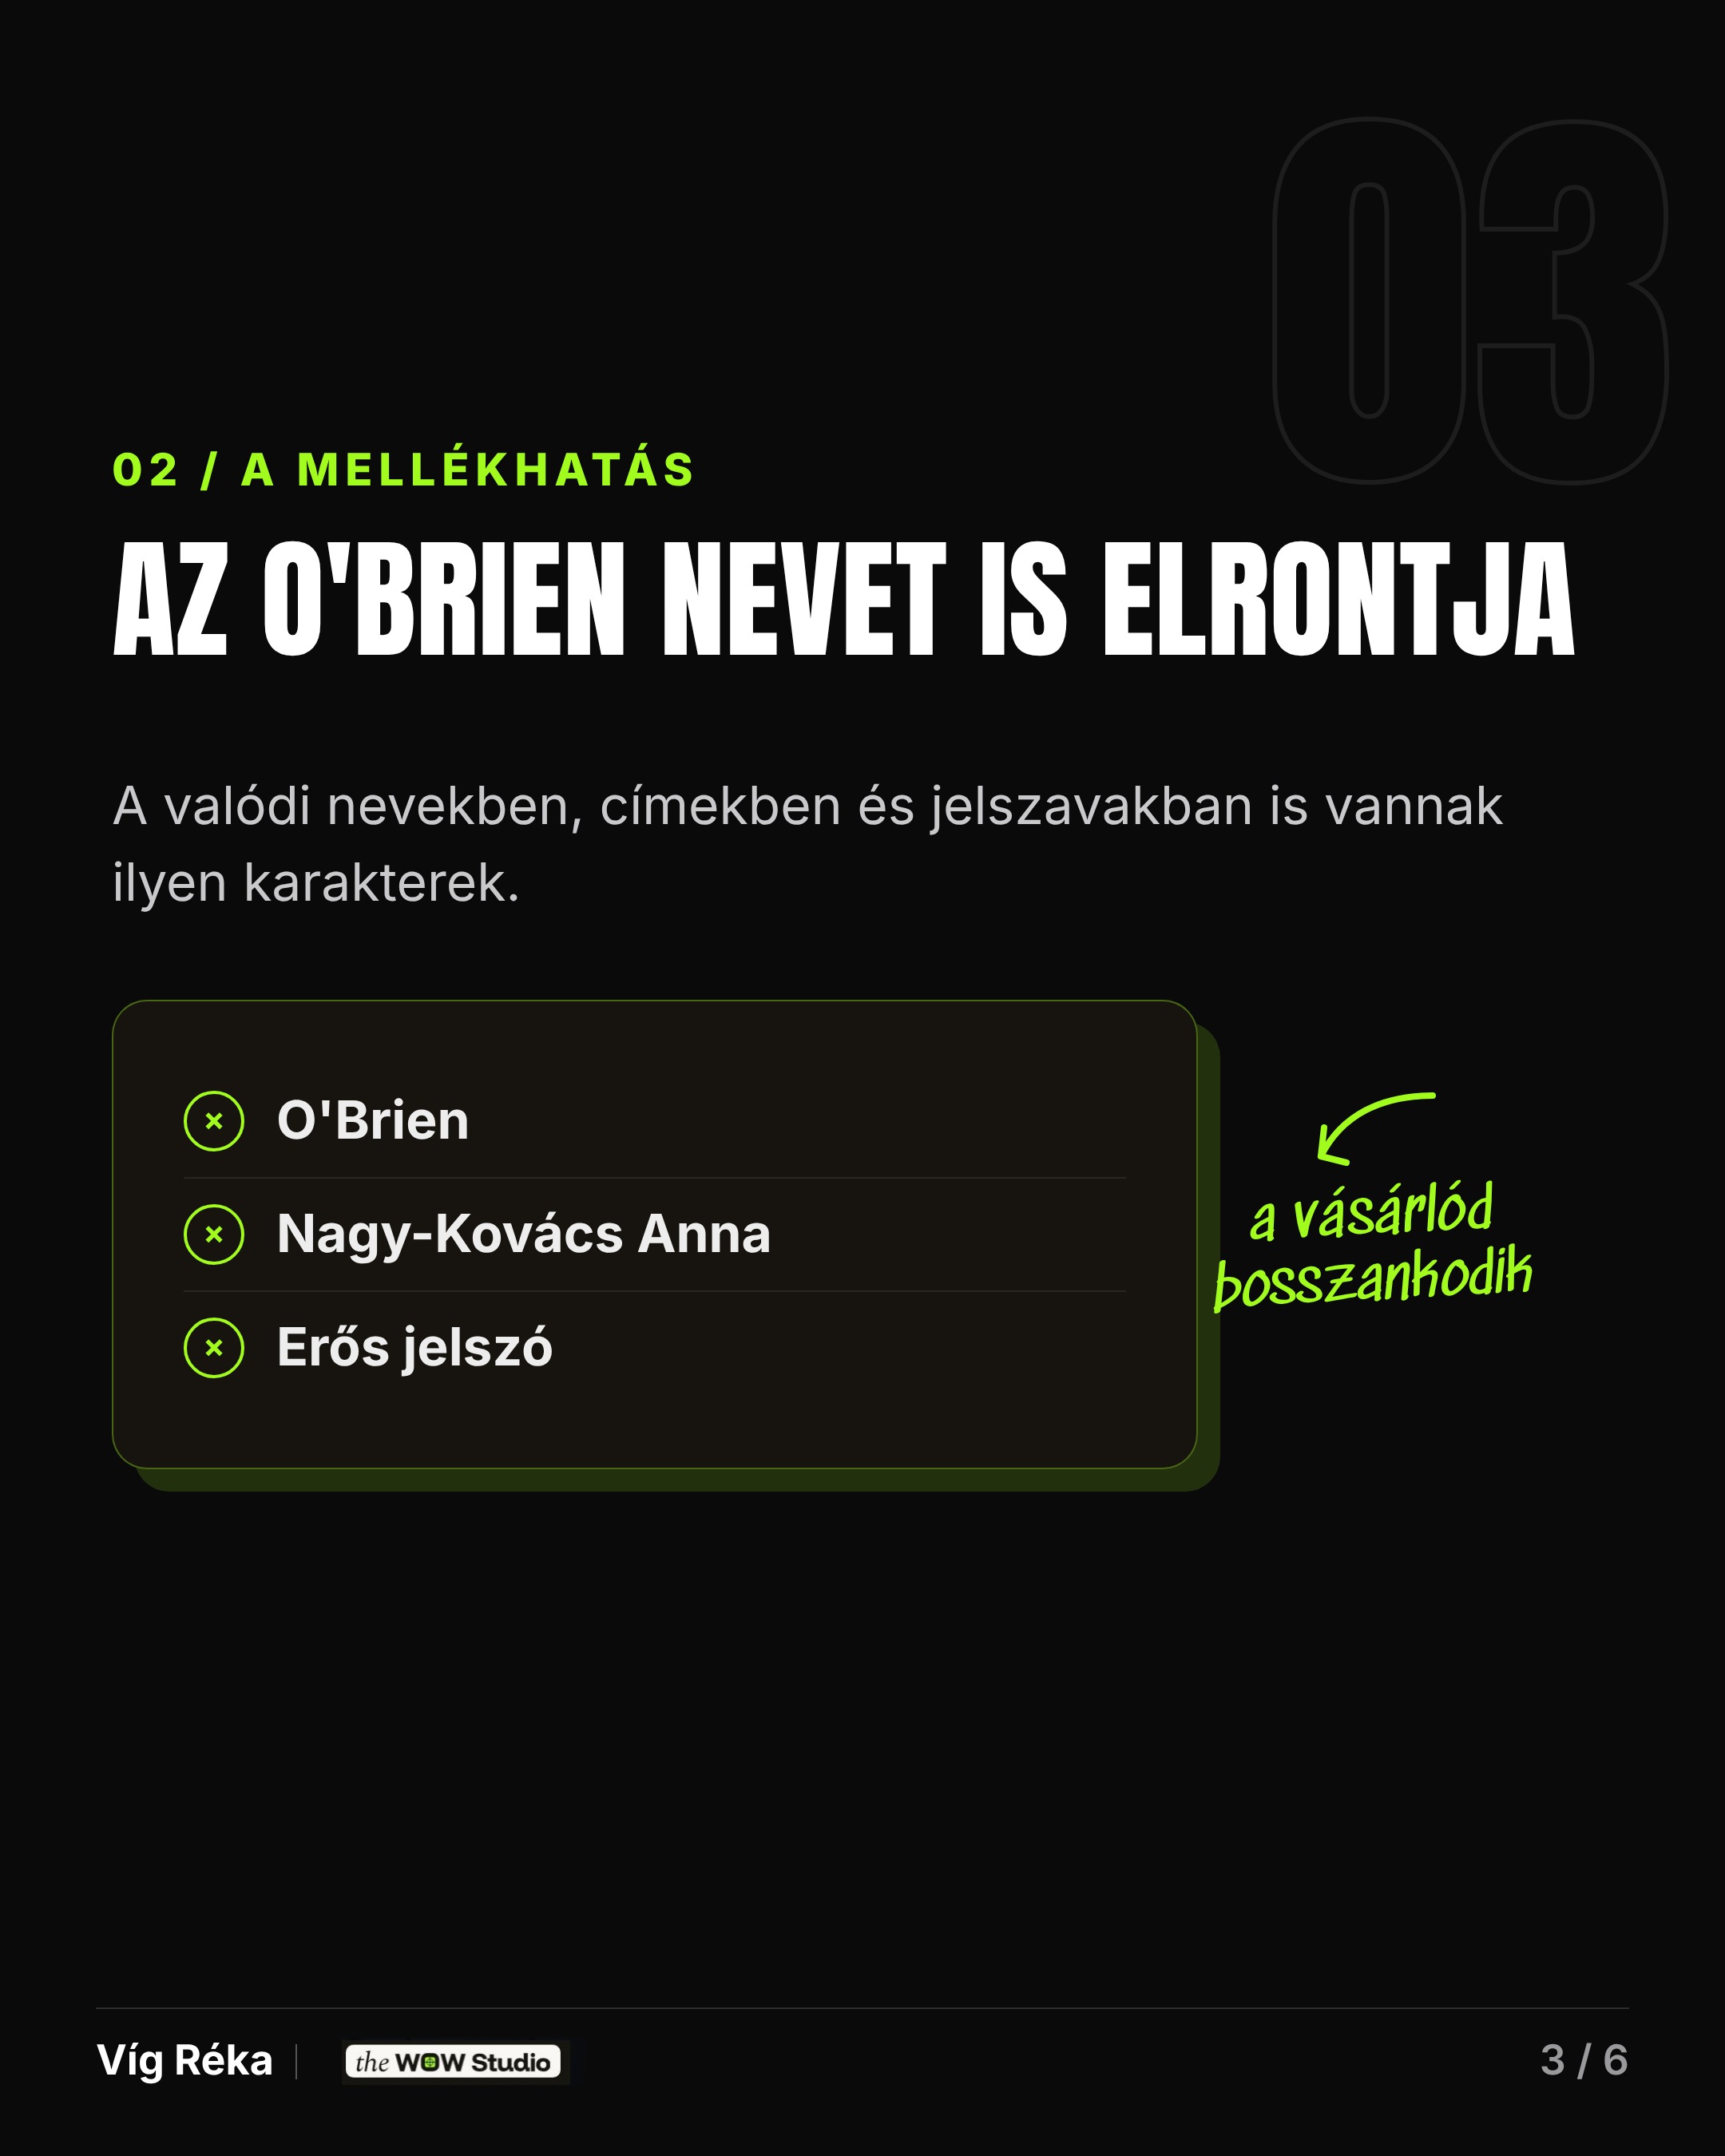 03
02 / A MELLÉKHATÁS
AZ O'BRIEN NEVET IS ELRONTJA
A valódi nevekben, címekben és jelszavakban is vannak
ilyen karakterek.
O'Brien
Nagy-Kovács Anna
Erős jelszó
a vásárlód
bosszankodik
Víg Réka
the WOW Studio
3 / 6